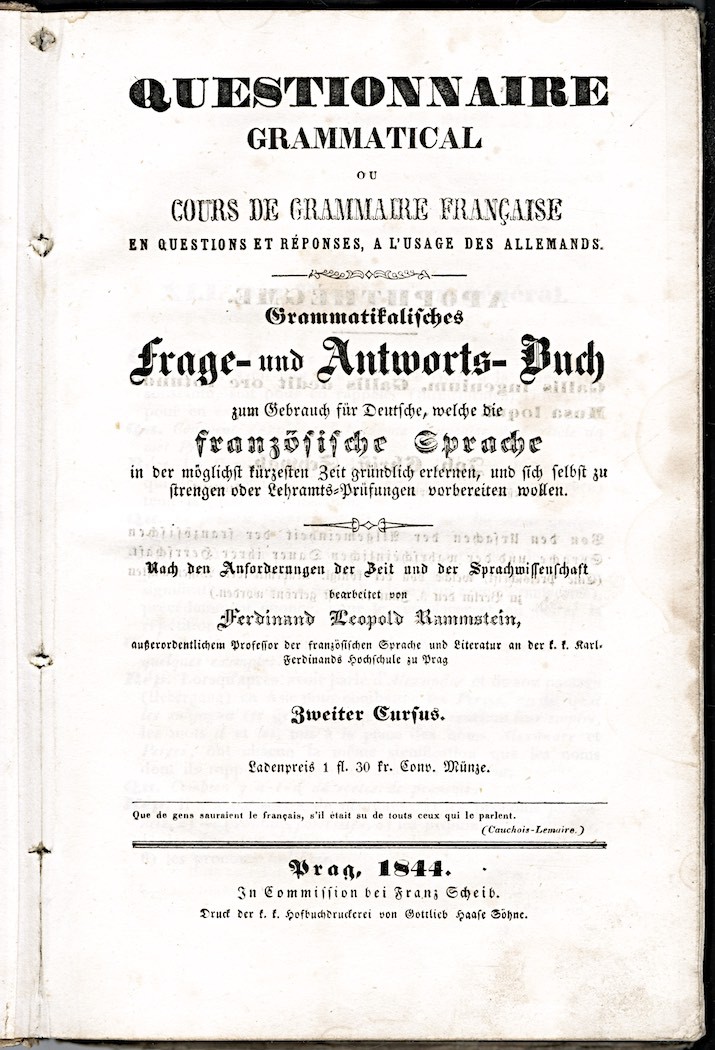 QUESTIONNAIRE
GRAMMATICAL
OU
COURS DE GRAMMAIRE FRANÇAISE
EN QUESTIONS ET RÉPONSES, A L'USAGE DES ALLEMANDS.
Grammatikalisches
Frage- und Antworts-Buch
zum Gebrauch für Deutsche, welche die
französische Sprache
in der möglichst kürzesten Zeit gründlich erlernen, und sich selbst zu
strengen oder Lehramts-Prüfungen vorbereiten wollen.
Nach den Anforderungen der Zeit und der Sprachwissenschaft
bearbeitet von
Ferdinand Leopold Rammstein,
außerordentlichem Professor der französischen Sprache und Literatur an der k. k. Karl-
Ferdinands Hochschule zu Prag
Zweiter Cursus.
Ladenpreis 1 fl. 30 kr. Conv. Münze.
Que de gens sauraient le français, s'il était su de touts ceux qui le parlent.
(Cauchois-Lemaire.)
Prag, 1844.
In Commission bei Franz Scheib.
Druck der k. k. Hofbuchdruckerei von Gottlieb Haase Söhne.